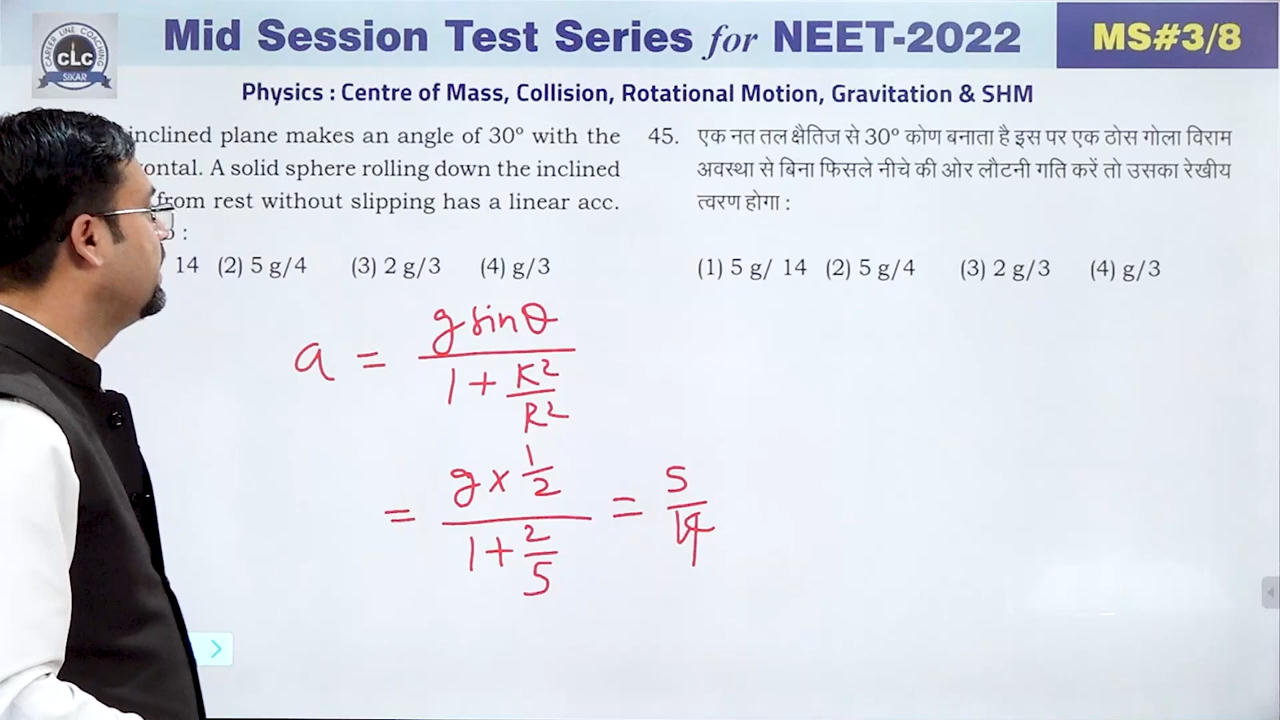 Mid Session Test Series for NEET-2022
MS#3/8
CAREER LINE COACHING
CLC
SIKAR
Physics : Centre of Mass, Collision, Rotational Motion, Gravitation & SHM
inclined plane makes an angle of 30° with the
ontal. A solid sphere rolling down the inclined
from rest without slipping has a linear acc.
:
14 (2) 5 g/4 (3) 2 g/3 (4) g/3
45. एक नत तल क्षैतिज से 30° कोण बनाता है इस पर एक ठोस गोला विराम
अवस्था से बिना फिसले नीचे की ओर लौटनी गति करें तो उसका रेखीय
त्वरण होगा :
(1) 5 g/ 14 (2) 5 g/4 (3) 2 g/3 (4) g/3
a = g sinθ / 1 + K²/R²
= g × 1/2 / 1 + 2/5 = 5/14